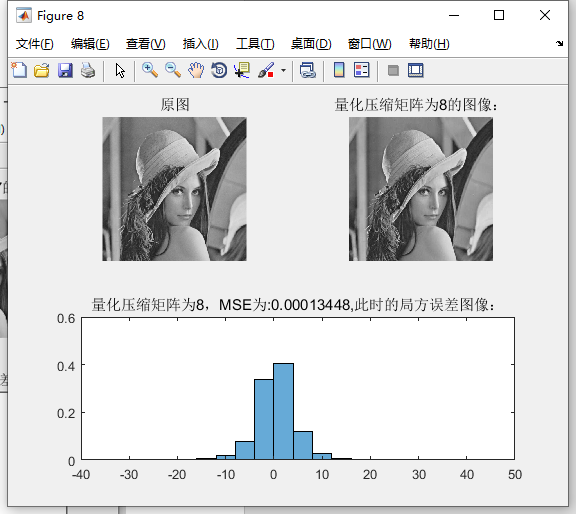 Figure 8
文件(F) 编辑(E) 查看(V) 插入(I) 工具(T) 桌面(D) 窗口(W) 帮助(H)
原图 量化压缩矩阵为8的图像:
量化压缩矩阵为8，MSE为:0.00013448,此时的局方误差图像:
0.6
0.4
0.2
0
-40 -30 -20 -10 0 10 20 30 40 50